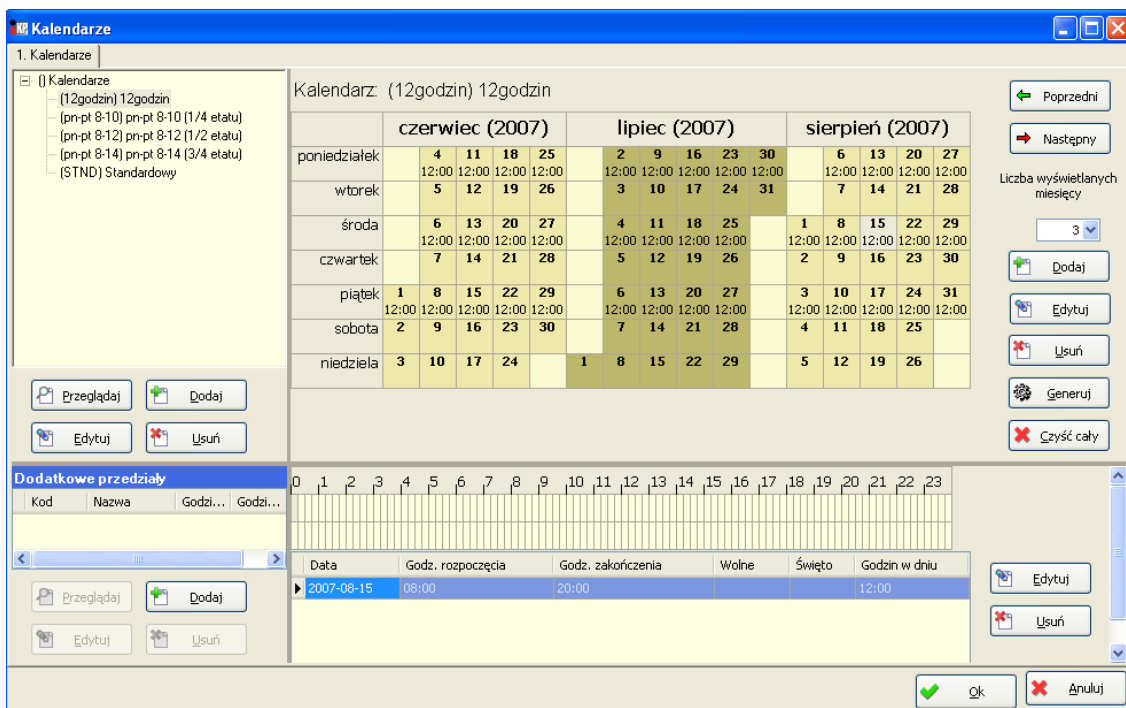 Kalendarze
1. Kalendarze
() Kalendarze
(12godzin) 12godzin
(pn-pt 8-10) pn-pt 8-10 (1/4 etatu)
(pn-pt 8-12) pn-pt 8-12 (1/2 etatu)
(pn-pt 8-14) pn-pt 8-14 (3/4 etatu)
(STND) Standardowy
Przeglądaj Dodaj
Edytuj Usuń
Kalendarz: (12godzin) 12godzin
czerwiec (2007) lipiec (2007) sierpień (2007)
poniedziałek 4 11 18 25 2 9 16 23 30 6 13 20 27
12:00 12:00 12:00 12:00 12:00 12:00 12:00 12:00 12:00 12:00 12:00 12:00 12:00
wtorek 5 12 19 26 3 10 17 24 31 7 14 21 28
środa 6 13 20 27 4 11 18 25 1 8 15 22 29
12:00 12:00 12:00 12:00 12:00 12:00 12:00 12:00 12:00 12:00 12:00 12:00 12:00
czwartek 7 14 21 28 5 12 19 26 2 9 16 23 30
piątek 1 8 15 22 29 6 13 20 27 3 10 17 24 31
12:00 12:00 12:00 12:00 12:00 12:00 12:00 12:00 12:00 12:00 12:00 12:00 12:00 12:00
sobota 2 9 16 23 30 7 14 21 28 4 11 18 25
niedziela 3 10 17 24 1 8 15 22 29 5 12 19 26
Poprzedni
Następny
Liczba wyświetlanych
miesięcy
3
Dodaj
Edytuj
Usuń
Generuj
Czyść cały
Dodatkowe przedziały
Kod Nazwa Godzi... Godzi...
Przeglądaj Dodaj
Edytuj Usuń
0 1 2 3 4 5 6 7 8 9 10 11 12 13 14 15 16 17 18 19 20 21 22 23
Data Godz. rozpoczęcia Godz. zakończenia Wolne Święto Godzin w dniu
2007-08-15 08:00 20:00 12:00
Edytuj
Usuń
Ok Anuluj